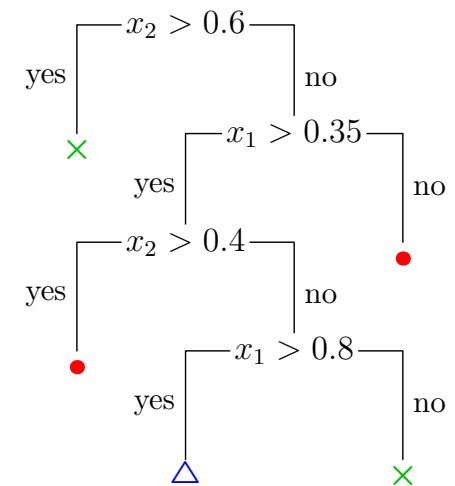 x₂ > 0.6
yes
no
x₁ > 0.35
yes
no
x₂ > 0.4
yes
no
x₁ > 0.8
yes
no